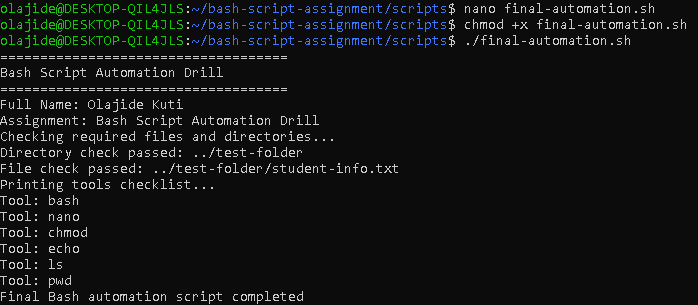 olajide@DESKTOP-QIL4JLS:~/bash-script-assignment/scripts$ nano final-automation.sh
olajide@DESKTOP-QIL4JLS:~/bash-script-assignment/scripts$ chmod +x final-automation.sh
olajide@DESKTOP-QIL4JLS:~/bash-script-assignment/scripts$ ./final-automation.sh
====================================
Bash Script Automation Drill
====================================
Full Name: Olajide Kuti
Assignment: Bash Script Automation Drill
Checking required files and directories...
Directory check passed: ../test-folder
File check passed: ../test-folder/student-info.txt
Printing tools checklist...
Tool: bash
Tool: nano
Tool: chmod
Tool: echo
Tool: ls
Tool: pwd
Final Bash automation script completed